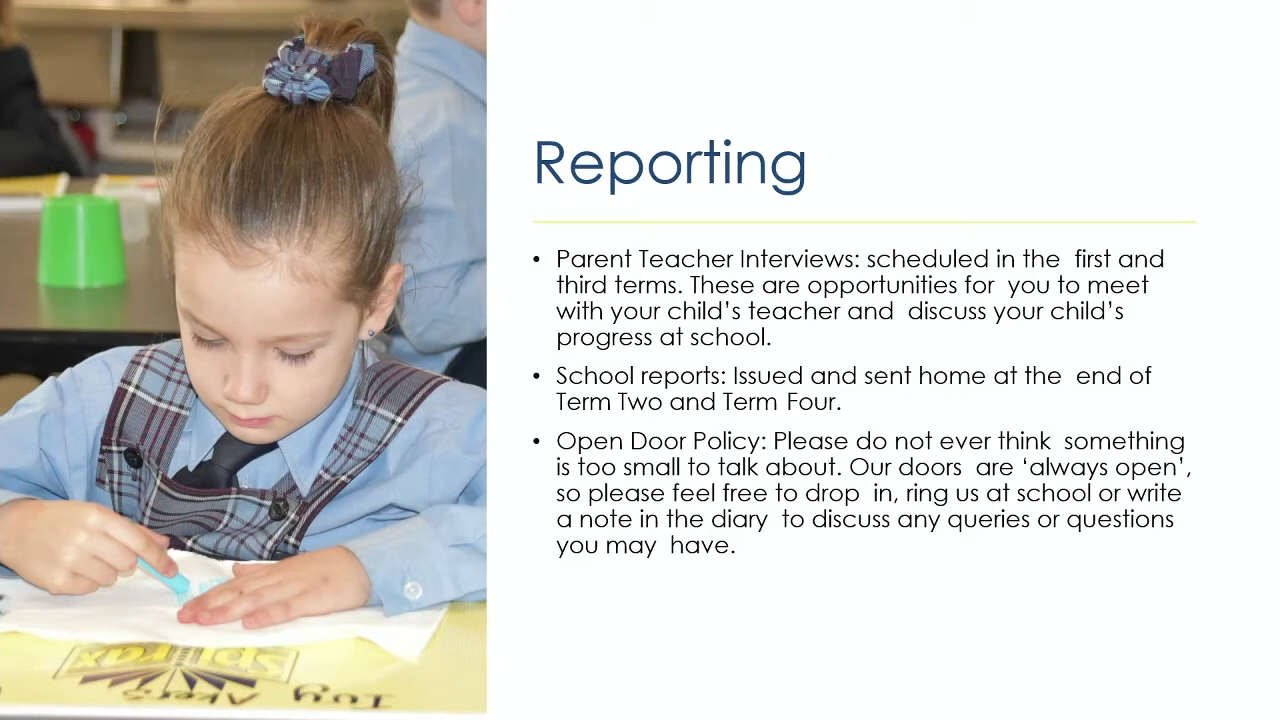 Reporting
• Parent Teacher Interviews: scheduled in the  first and
third terms. These are opportunities for  you to meet
with your child’s teacher and  discuss your child’s
progress at school.
• School reports: Issued and sent home at the  end of
Term Two and Term Four.
• Open Door Policy: Please do not ever think  something
is too small to talk about. Our doors  are ‘always open’,
so please feel free to drop  in, ring us at school or write
a note in the diary  to discuss any queries or questions
you may  have.
Spirax
Ivy Akers